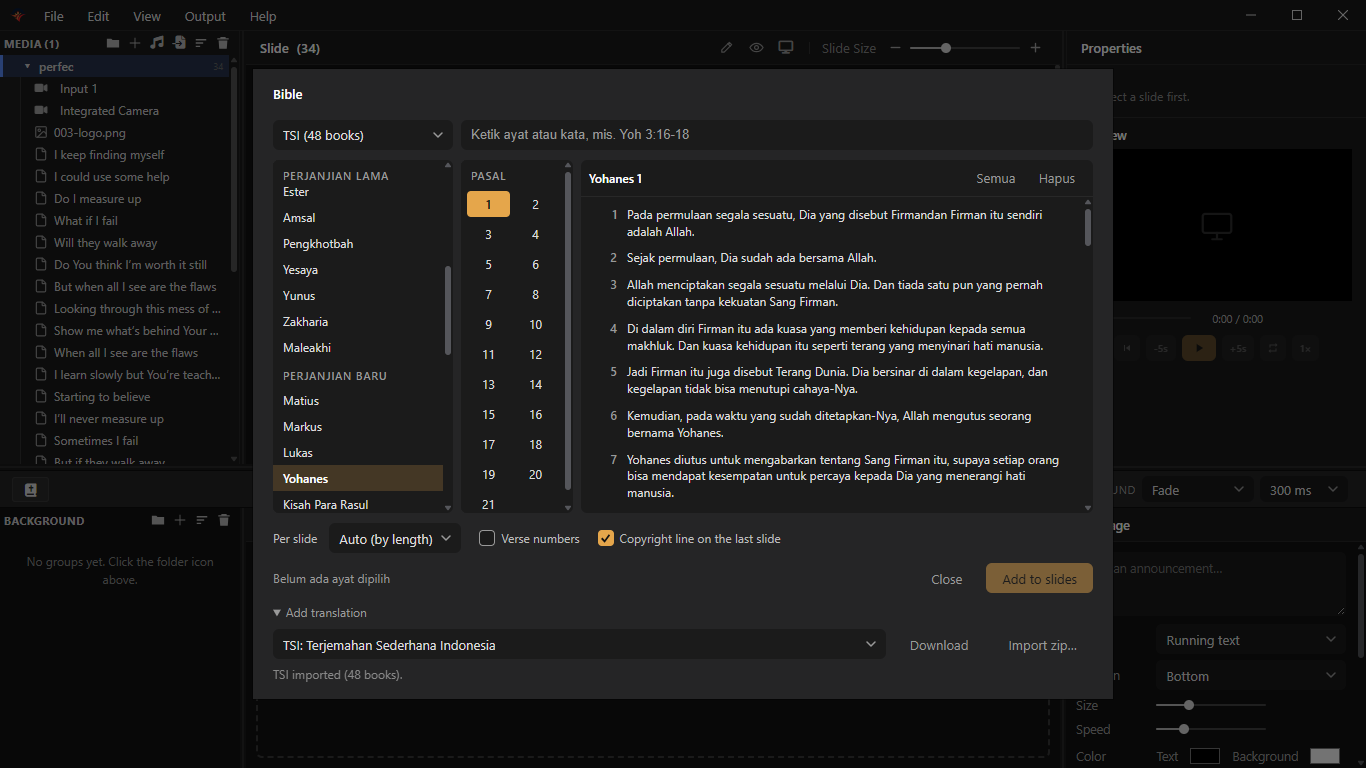 File Edit View Output Help
MEDIA (1)
perfec 34
Input 1
Integrated Camera
003-logo.png
I keep finding myself
I could use some help
Do I measure up
What if I fail
Will they walk away
Do You think I'm worth it still
But when all I see are the flaws
Looking through this mess of ...
Show me what's behind Your ...
When all I see are the flaws
I learn slowly but You're teach...
Starting to believe
I'll never measure up
Sometimes I fail
But if they walk away
BACKGROUND
No groups yet. Click the folder icon
above.
Slide (34)
Slide Size
Bible
TSI (48 books)
Ketik ayat atau kata, mis. Yoh 3:16-18
PERJANJIAN LAMA
Ester
Amsal
Pengkhotbah
Yesaya
Yunus
Zakharia
Maleakhi
PERJANJIAN BARU
Matius
Markus
Lukas
Yohanes
Kisah Para Rasul
PASAL
1 2
3 4
5 6
7 8
9 10
11 12
13 14
15 16
17 18
19 20
21
Yohanes 1 Semua Hapus
1 Pada permulaan segala sesuatu, Dia yang disebut Firmandan Firman itu sendiri
adalah Allah.
2 Sejak permulaan, Dia sudah ada bersama Allah.
3 Allah menciptakan segala sesuatu melalui Dia. Dan tiada satu pun yang pernah
diciptakan tanpa kekuatan Sang Firman.
4 Di dalam diri Firman itu ada kuasa yang memberi kehidupan kepada semua
makhluk. Dan kuasa kehidupan itu seperti terang yang menyinari hati manusia.
5 Jadi Firman itu juga disebut Terang Dunia. Dia bersinar di dalam kegelapan, dan
kegelapan tidak bisa menutupi cahaya-Nya.
6 Kemudian, pada waktu yang sudah ditetapkan-Nya, Allah mengutus seorang
bernama Yohanes.
7 Yohanes diutus untuk mengabarkan tentang Sang Firman itu, supaya setiap orang
bisa mendapat kesempatan untuk percaya kepada Dia yang menerangi hati
manusia.
Per slide Auto (by length) Verse numbers Copyright line on the last slide
Belum ada ayat dipilih
Close Add to slides
Add translation
TSI: Terjemahan Sederhana Indonesia
Download Import zip...
TSI imported (48 books).
Properties
ct a slide first.
ew
0:00 / 0:00
-5s +5s 1x
UND Fade 300 ms
ge
an announcement...
Running text
n Bottom
Size
Speed
Color Text Background